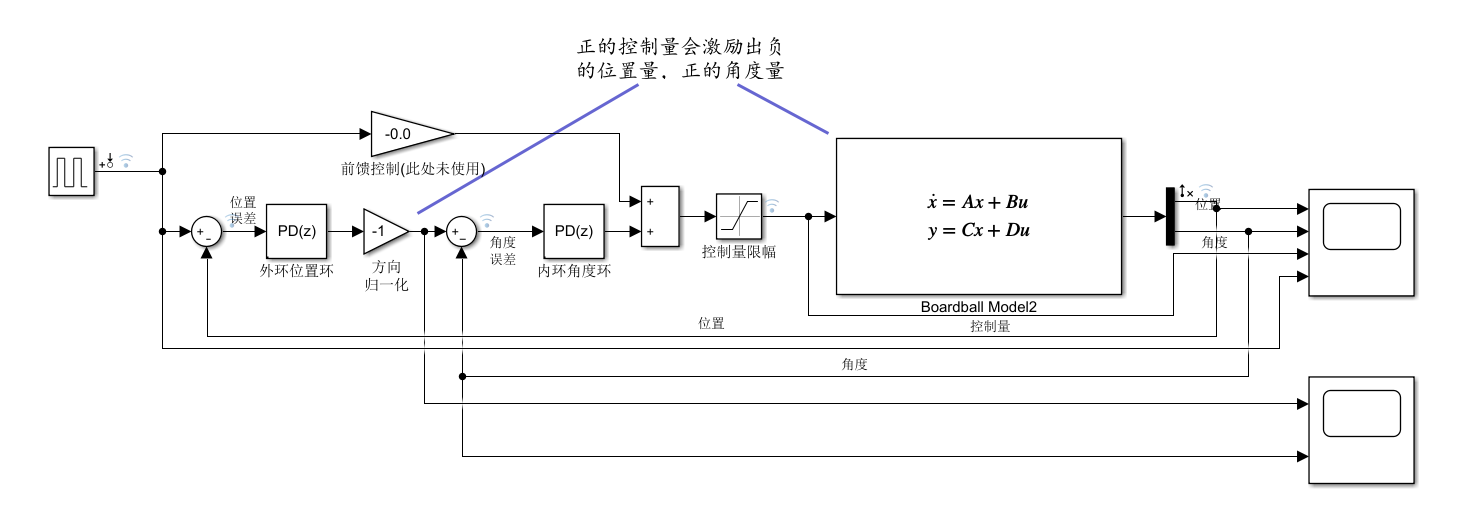 正的控制量会激励出负
的位置量，正的角度量
-0.0
前馈控制(此处未使用)
位置
误差
+
-
PD(z)
外环位置环
-1
方向
归一化
+
-
角度
误差
PD(z)
内环角度环
+
+
控制量限幅
ẋ = Ax + Bu
y = Cx + Du
Boardball Model2
位置
角度
控制量
位置
角度